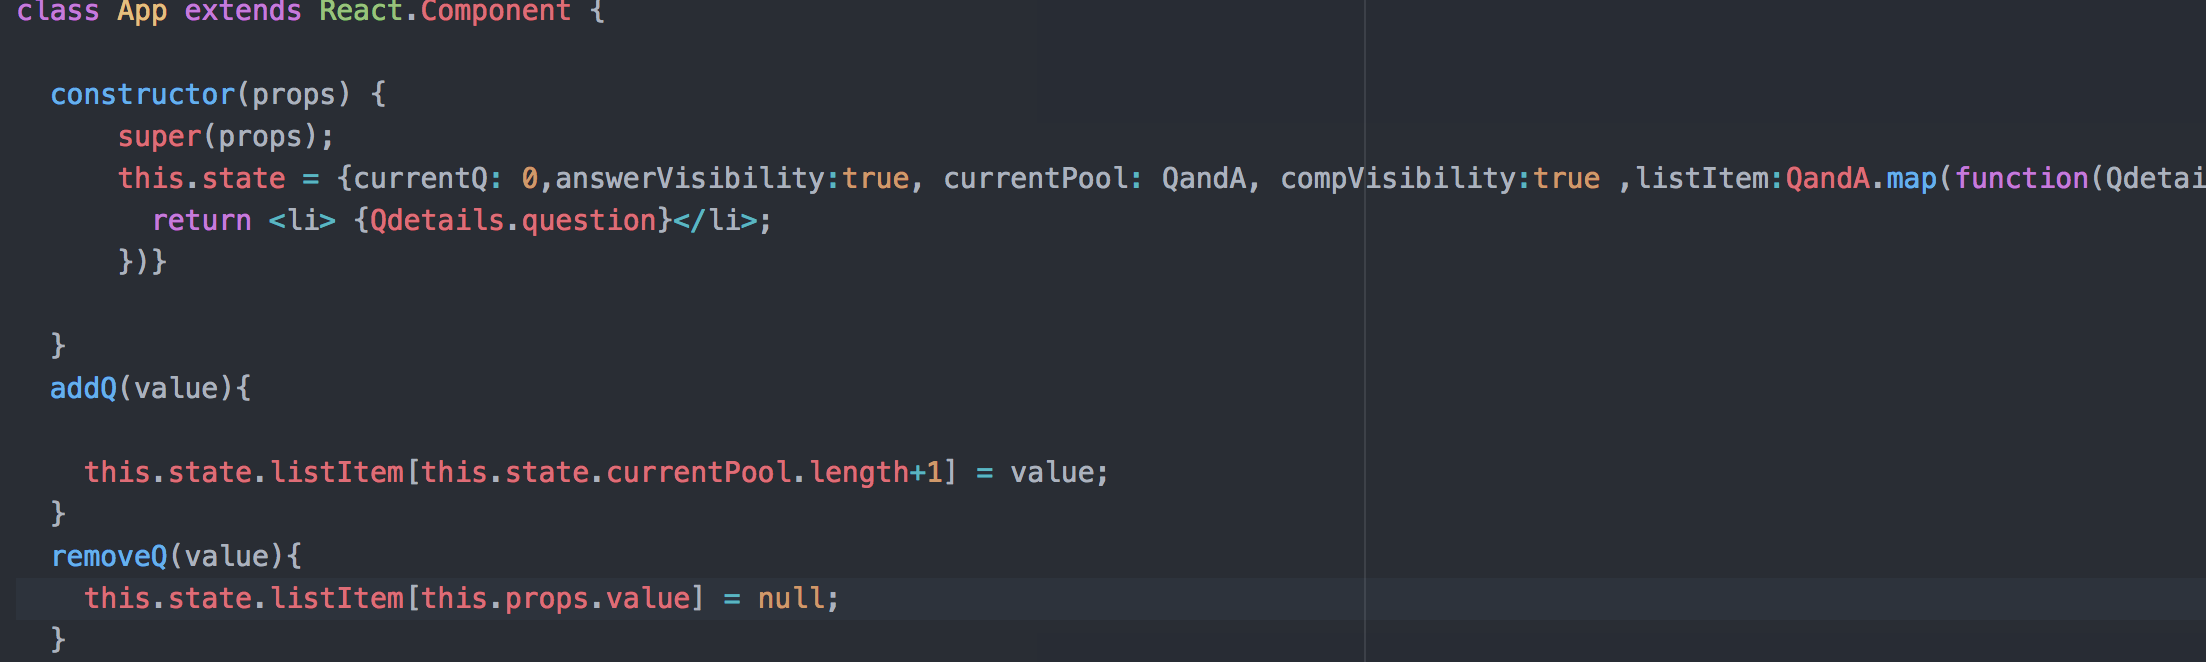 class App extends React.Component {
constructor(props) {
super(props);
this.state = {currentQ: 0,answerVisibility:true, currentPool: QandA, compVisibility:true ,listItem:QandA.map(function(Qdetai
return <li> {Qdetails.question}</li>;
})}
}
addQ(value){
this.state.listItem[this.state.currentPool.length+1] = value;
}
removeQ(value){
this.state.listItem[this.props.value] = null;
}